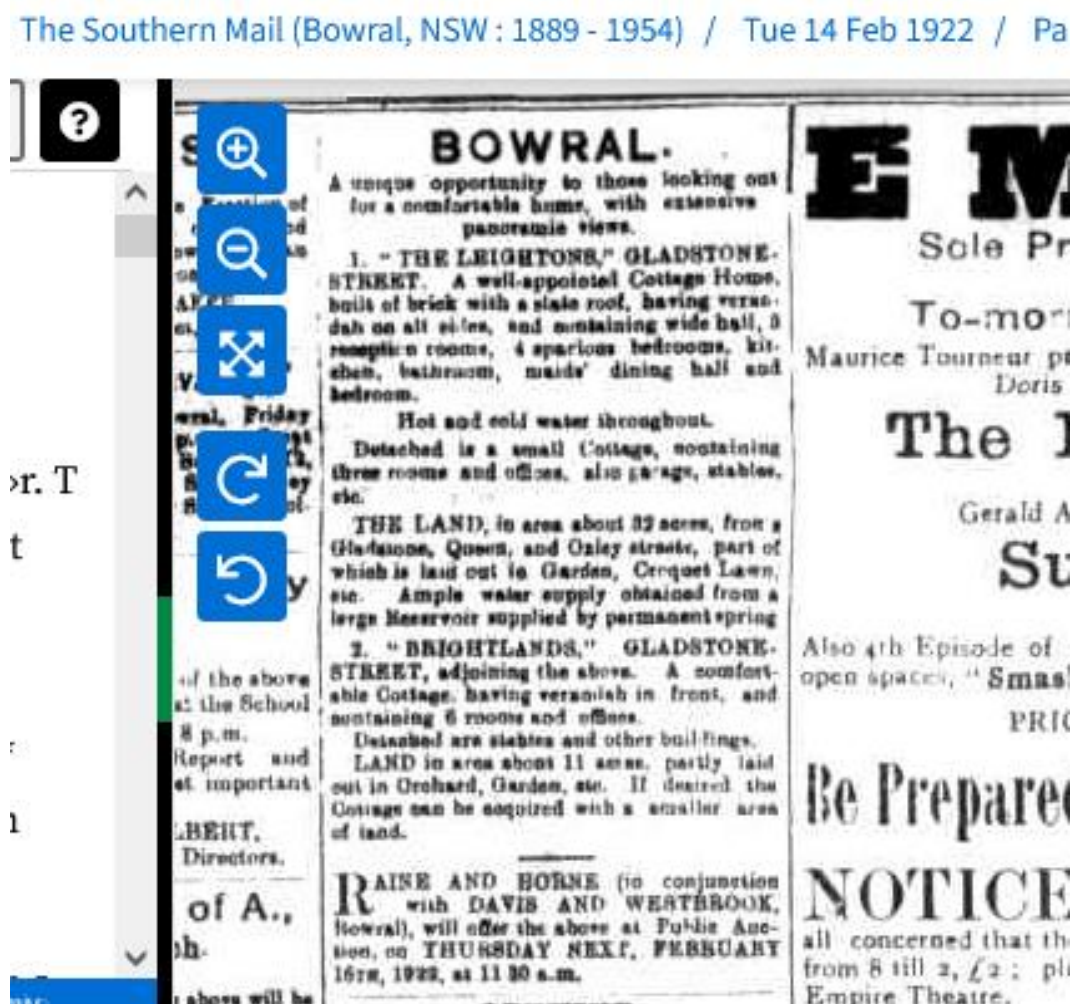 The Southern Mail (Bowral, NSW : 1889 - 1954) / Tue 14 Feb 1922 / Pa
?
r. T
t
S
of
AFFE
V
wral, Friday
y
of the above
at the School
8 p.m.
Report and
st important
LBERT,
Directors.
of A.,
ph.
above will be
BOWRAL.
A unique opportunity to those looking out
for a comfortable home, with extensive
panoramic views.
1. "THE LEIGHTONS," GLADSTONE-
STREET. A well-appointed Cottage Home,
built of brick with a slate roof, having veran-
dah on all sides, and containing wide hall, 3
reception rooms, 4 spacious bedrooms, kit-
chen, bathroom, maids' dining hall and
bedroom.
Hot and cold water throughout.
Detached is a small Cottage, containing
three rooms and offices, also garage, stables,
etc.
THE LAND, in area about 32 acres, fronts
Gladstone, Queen, and Oxley streets, part of
which is laid out in Garden, Croquet Lawn,
etc. Ample water supply obtained from a
large Reservoir supplied by permanent spring
2. "BRIGHTLANDS," GLADSTONE-
STREET, adjoining the above. A comfort-
able Cottage, having verandah in front, and
containing 6 rooms and offices.
Detached are stables and other buildings.
LAND in area about 11 acres, partly laid
out in Orchard, Garden, etc. If desired the
Cottage can be acquired with a smaller area
of land.
RAINE AND HORNE (in conjunction
with DAVIS AND WESTBROOK,
Bowral), will offer the above at Public Auc-
tion, on THURSDAY NEXT, FEBRUARY
16TH, 1922, at 11 30 a.m.
E M
Sole Pr
To-mor
Maurice Tourneur p
Doris
The
Gerald A
Su
Also 4th Episode of
open spaces, "Smas
PRIC
Be Prepared
NOTICE
all concerned that th
from 8 till 2, £2 ; pl
Empire Theatre.